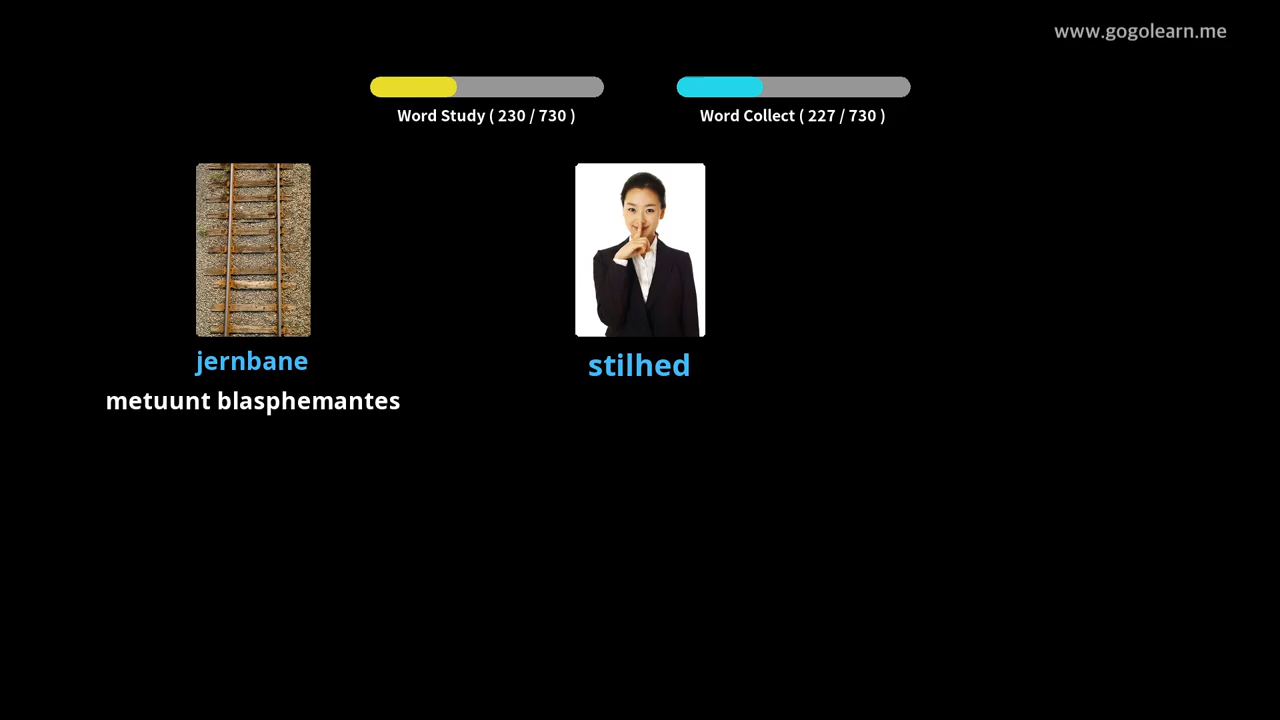 www.gogolearn.me
Word Study ( 230 / 730 )
Word Collect ( 227 / 730 )
jernbane
stilhed
metuunt blasphemantes